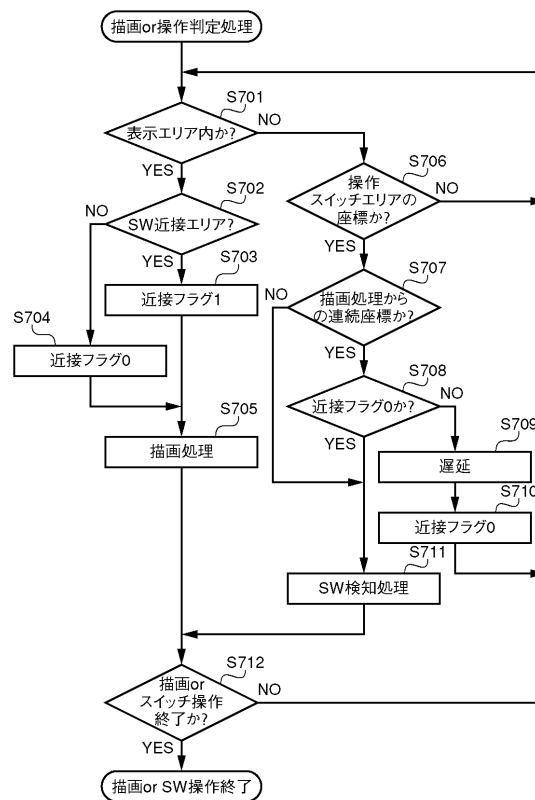 描画or操作判定処理
S701
表示エリア内か?
NO
YES
S702
SW近接エリア?
NO
YES
S703
近接フラグ1
S704
近接フラグ0
S705
描画処理
S706
操作
スイッチエリアの
座標か?
NO
YES
S707
描画処理から
の連続座標か?
NO
YES
S708
近接フラグ0か?
NO
YES
S709
遅延
S710
近接フラグ0
S711
SW検知処理
S712
描画or
スイッチ操作
終了か?
NO
YES
描画or SW操作終了